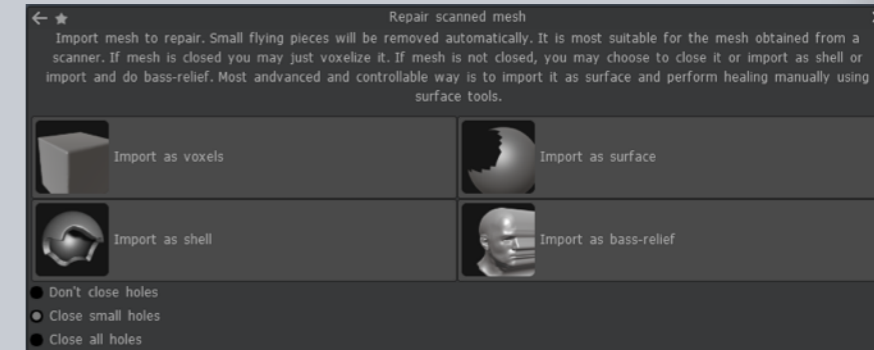 Repair scanned mesh
Import mesh to repair. Small flying pieces will be removed automatically. It is most suitable for the mesh obtained from a
scanner. If mesh is closed you may just voxelize it. If mesh is not closed, you may choose to close it or import as shell or
import and do bass-relief. Most andvanced and controllable way is to import it as surface and perform healing manually using
surface tools.
Import as voxels
Import as surface
Import as shell
Import as bass-relief
Don't close holes
Close small holes
Close all holes